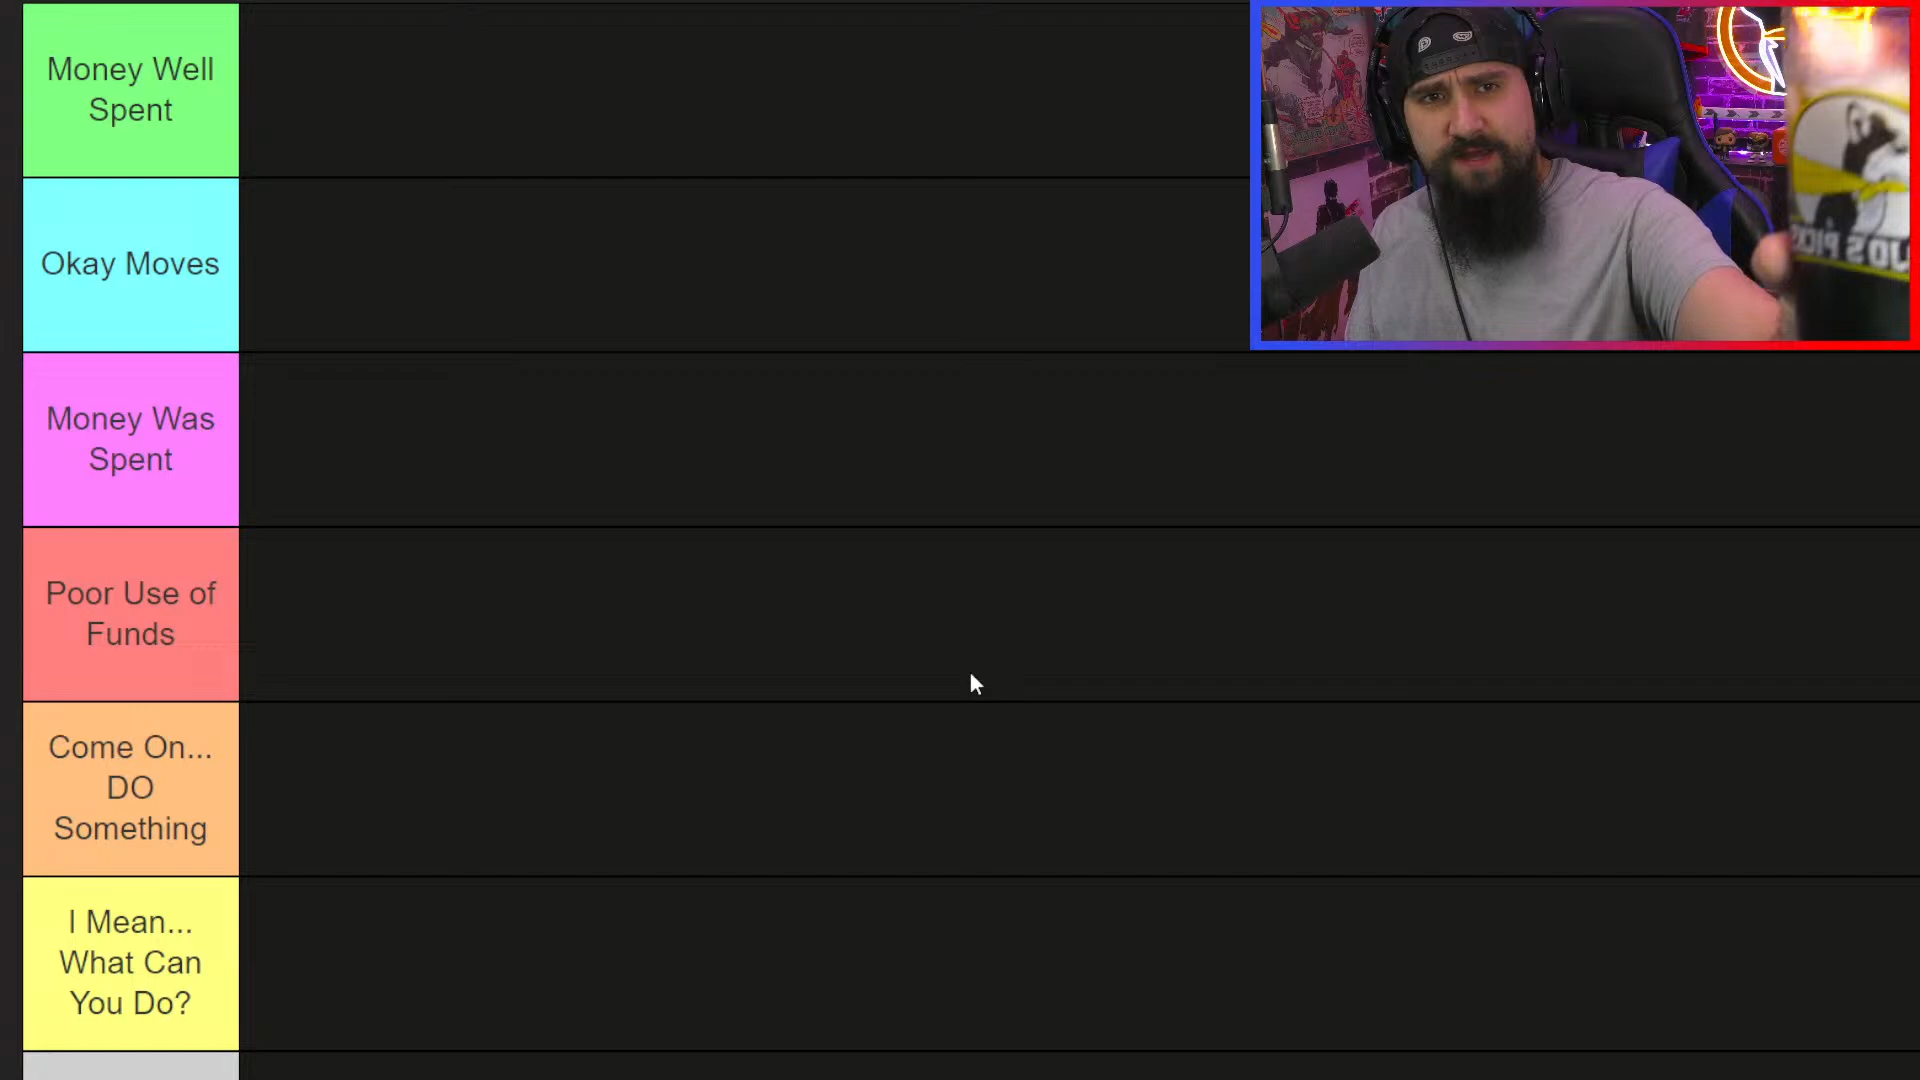 Money Well
Spent
Okay Moves
Money Was
Spent
Poor Use of
Funds
Come On...
DO
Something
I Mean...
What Can
You Do?